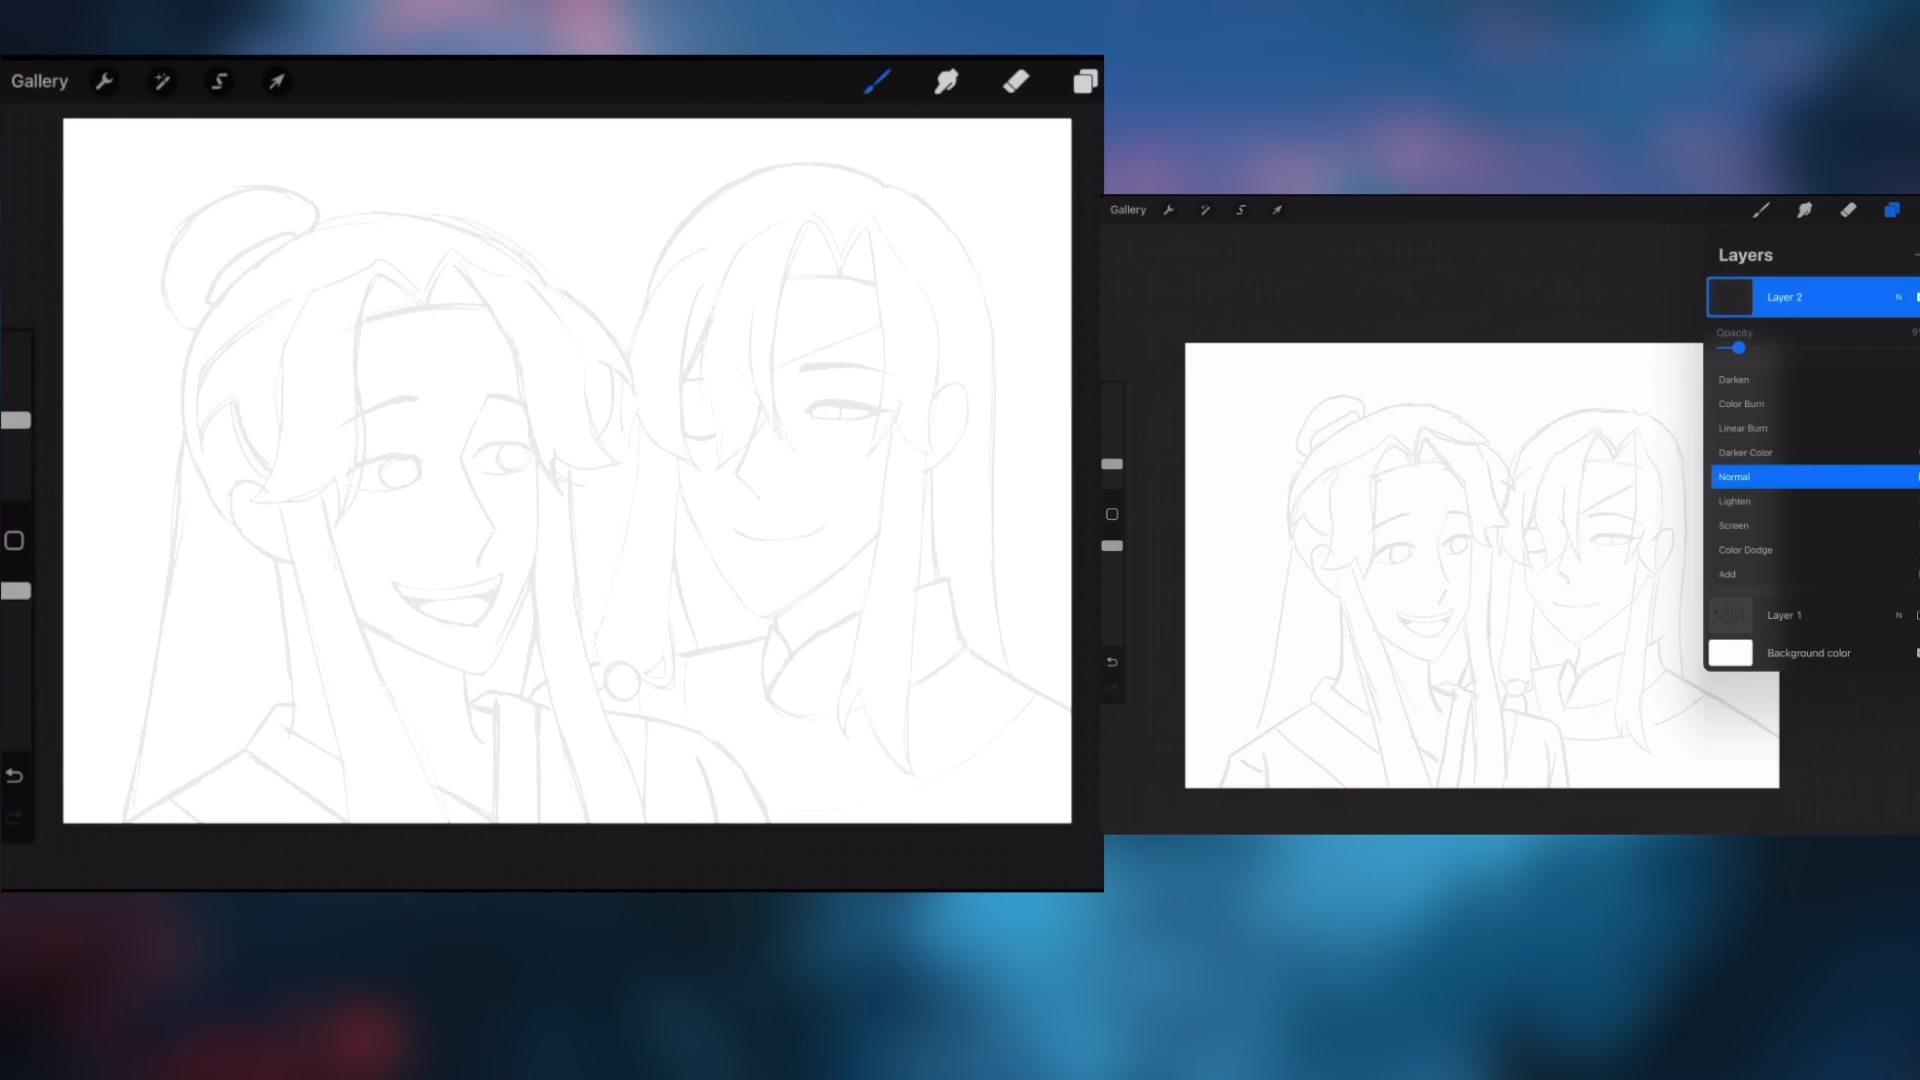 Gallery
Gallery
Layers
Layer 2 N
Opacity
Darken
Color Burn
Linear Burn
Darker Color
Normal
Lighten
Screen
Color Dodge
Add
Layer 1 N
Background color